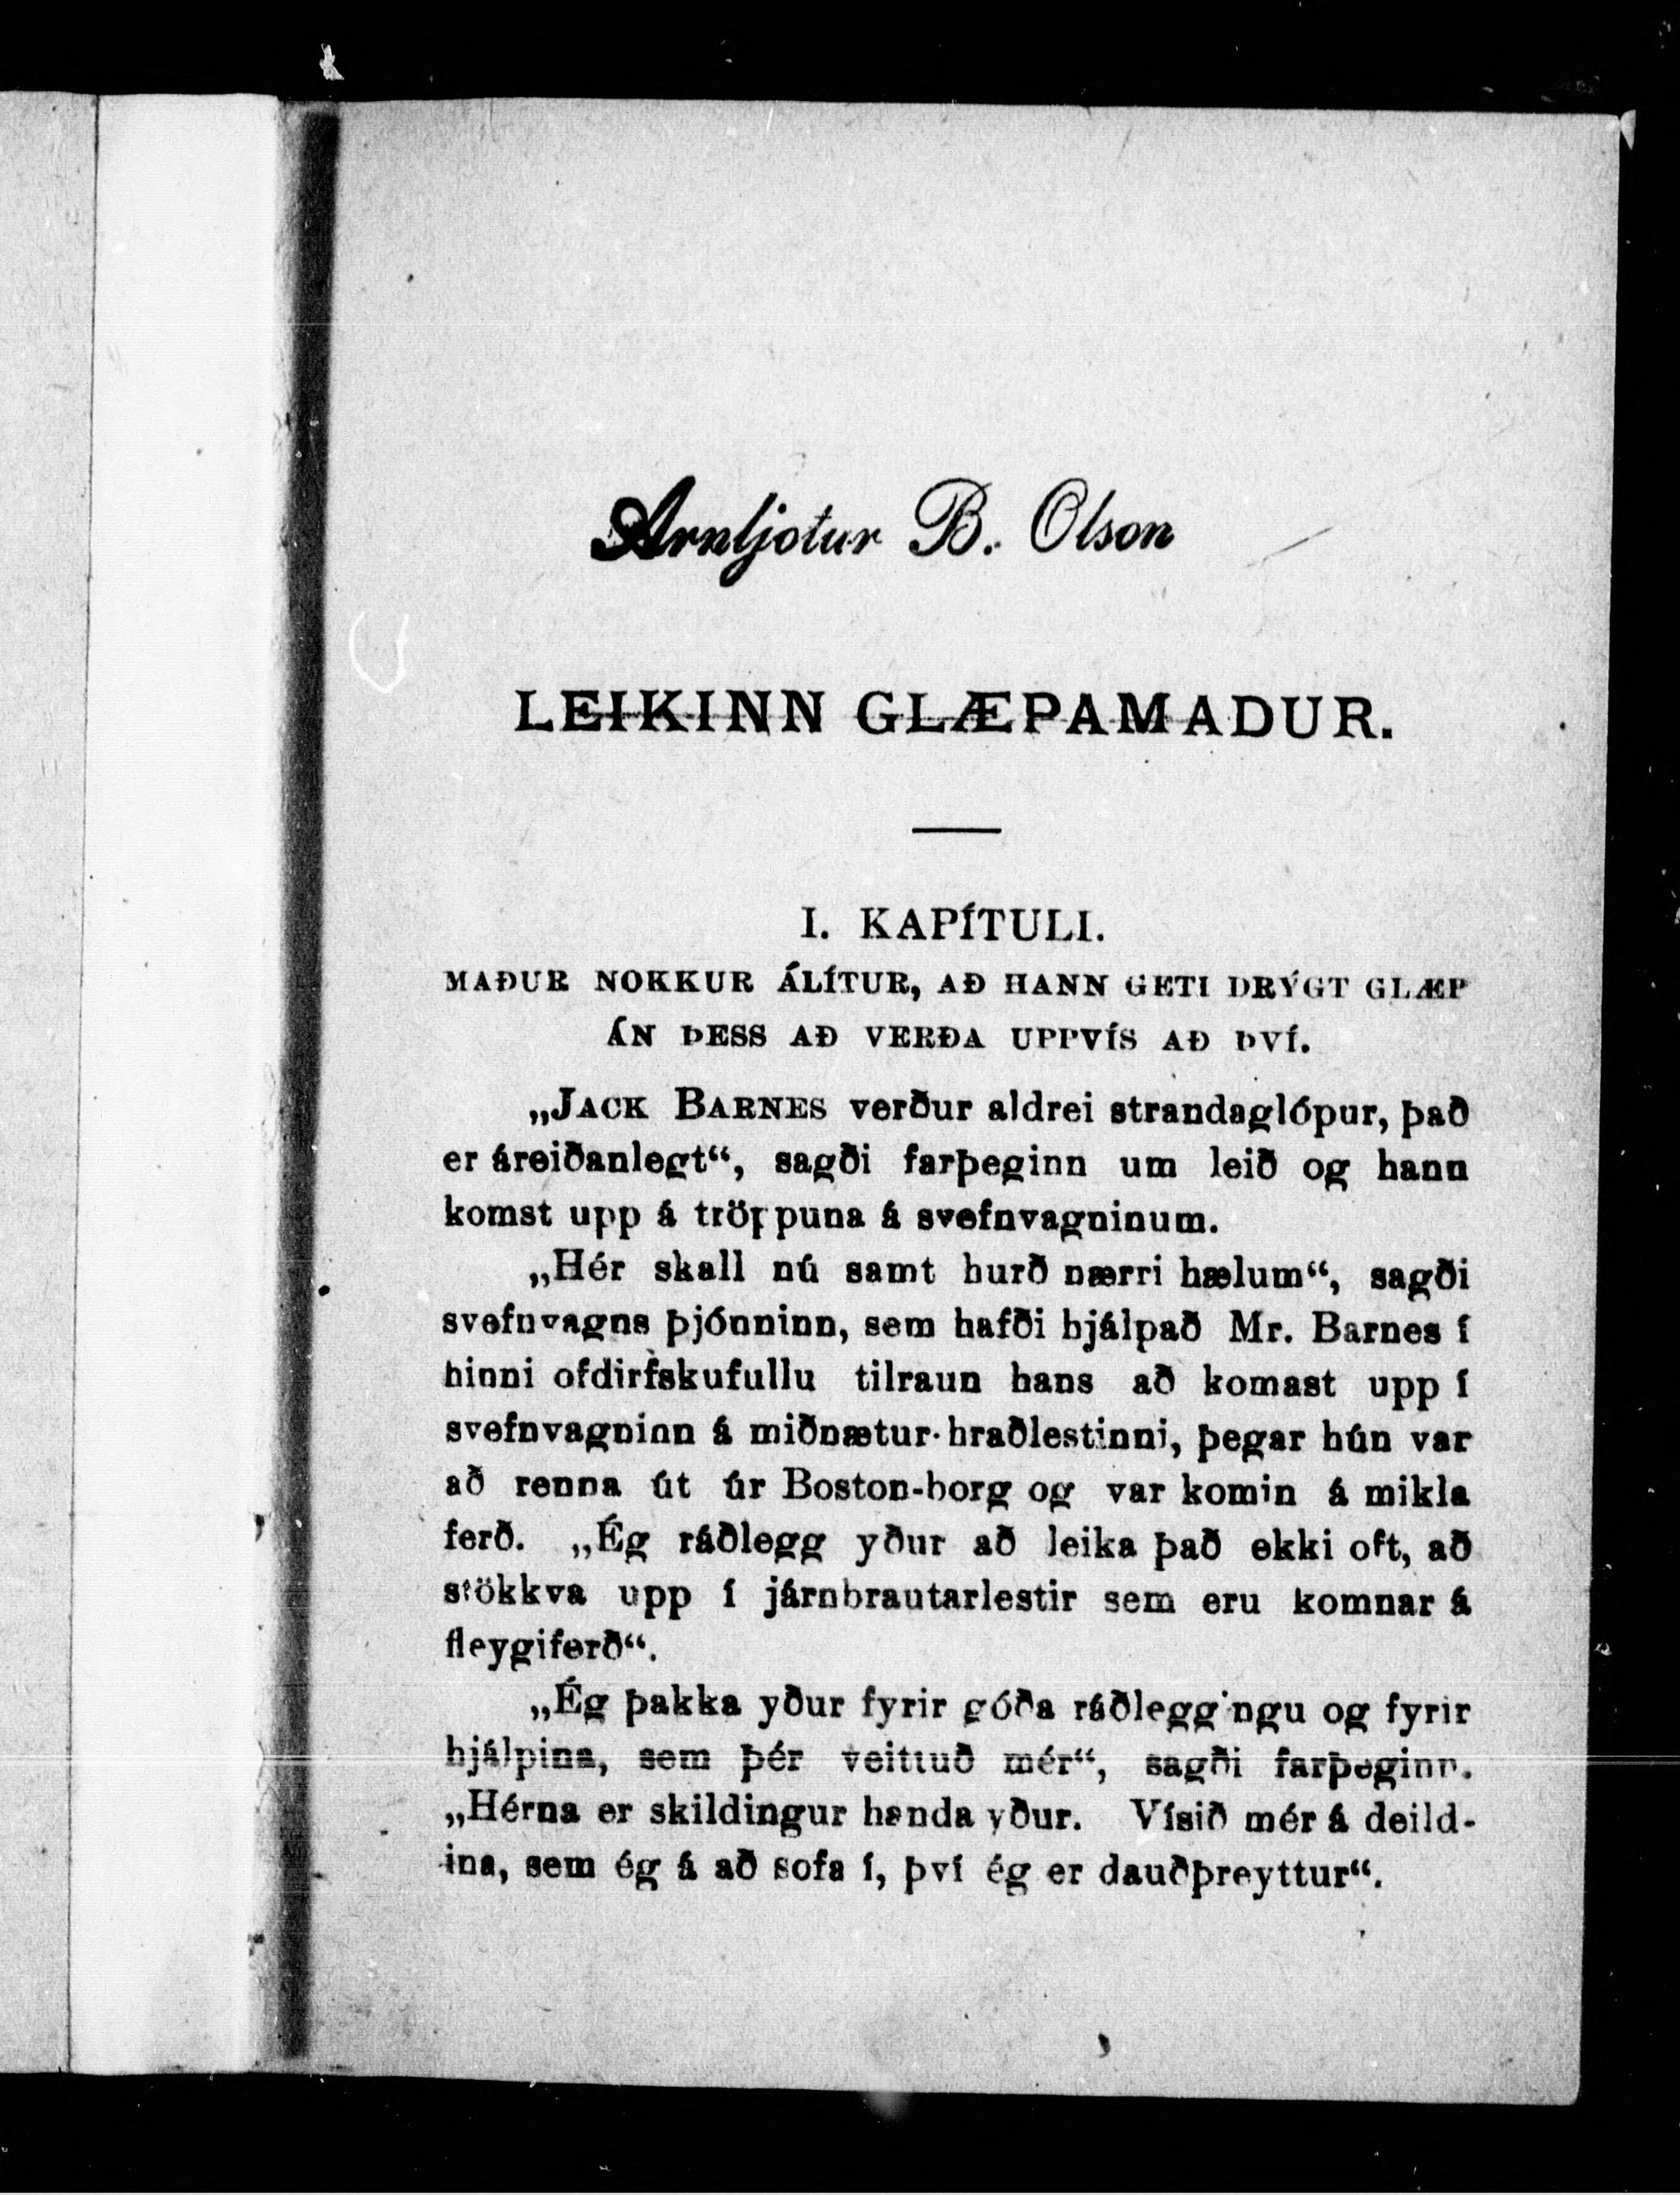 Arnljotur B. Olson
LEIKINN GLÆPAMADUR.
I. KAPÍTULI.
MAÐUR NOKKUR ÁLÍTUR, AÐ HANN GETI DRÝGT GLÆP
ÁN ÞESS AÐ VERÐA UPPVÍS AÐ ÞVÍ.
„JACK BARNES verður aldrei strandaglópur, það
er áreiðanlegt“, sagði farþeginn um leið og hann
komst upp á tröppuna á svefnvagninum.
„Hér skall nú samt hurð nærri hælum“, sagði
svefnvagns þjónninn, sem hafði hjálpað Mr. Barnes í
hinni ofdirfskufullu tilraun hans að komast upp í
svefnvagninn á miðnætur-hraðlestinni, þegar hún var
að renna út úr Boston-borg og var komin á mikla
ferð. „Ég ráðlegg yður að leika það ekki oft, að
stökkva upp í járnbrautarlestir sem eru komnar á
fleygiferð“.
„Ég þakka yður fyrir góða ráðleggingu og fyrir
hjálpina, sem þér veittuð mér“, sagði farþeginn.
„Hérna er skildingur handa yður. Vísið mér á deild-
ina, sem ég á að sofa í, því ég er dauðþreyttur“.